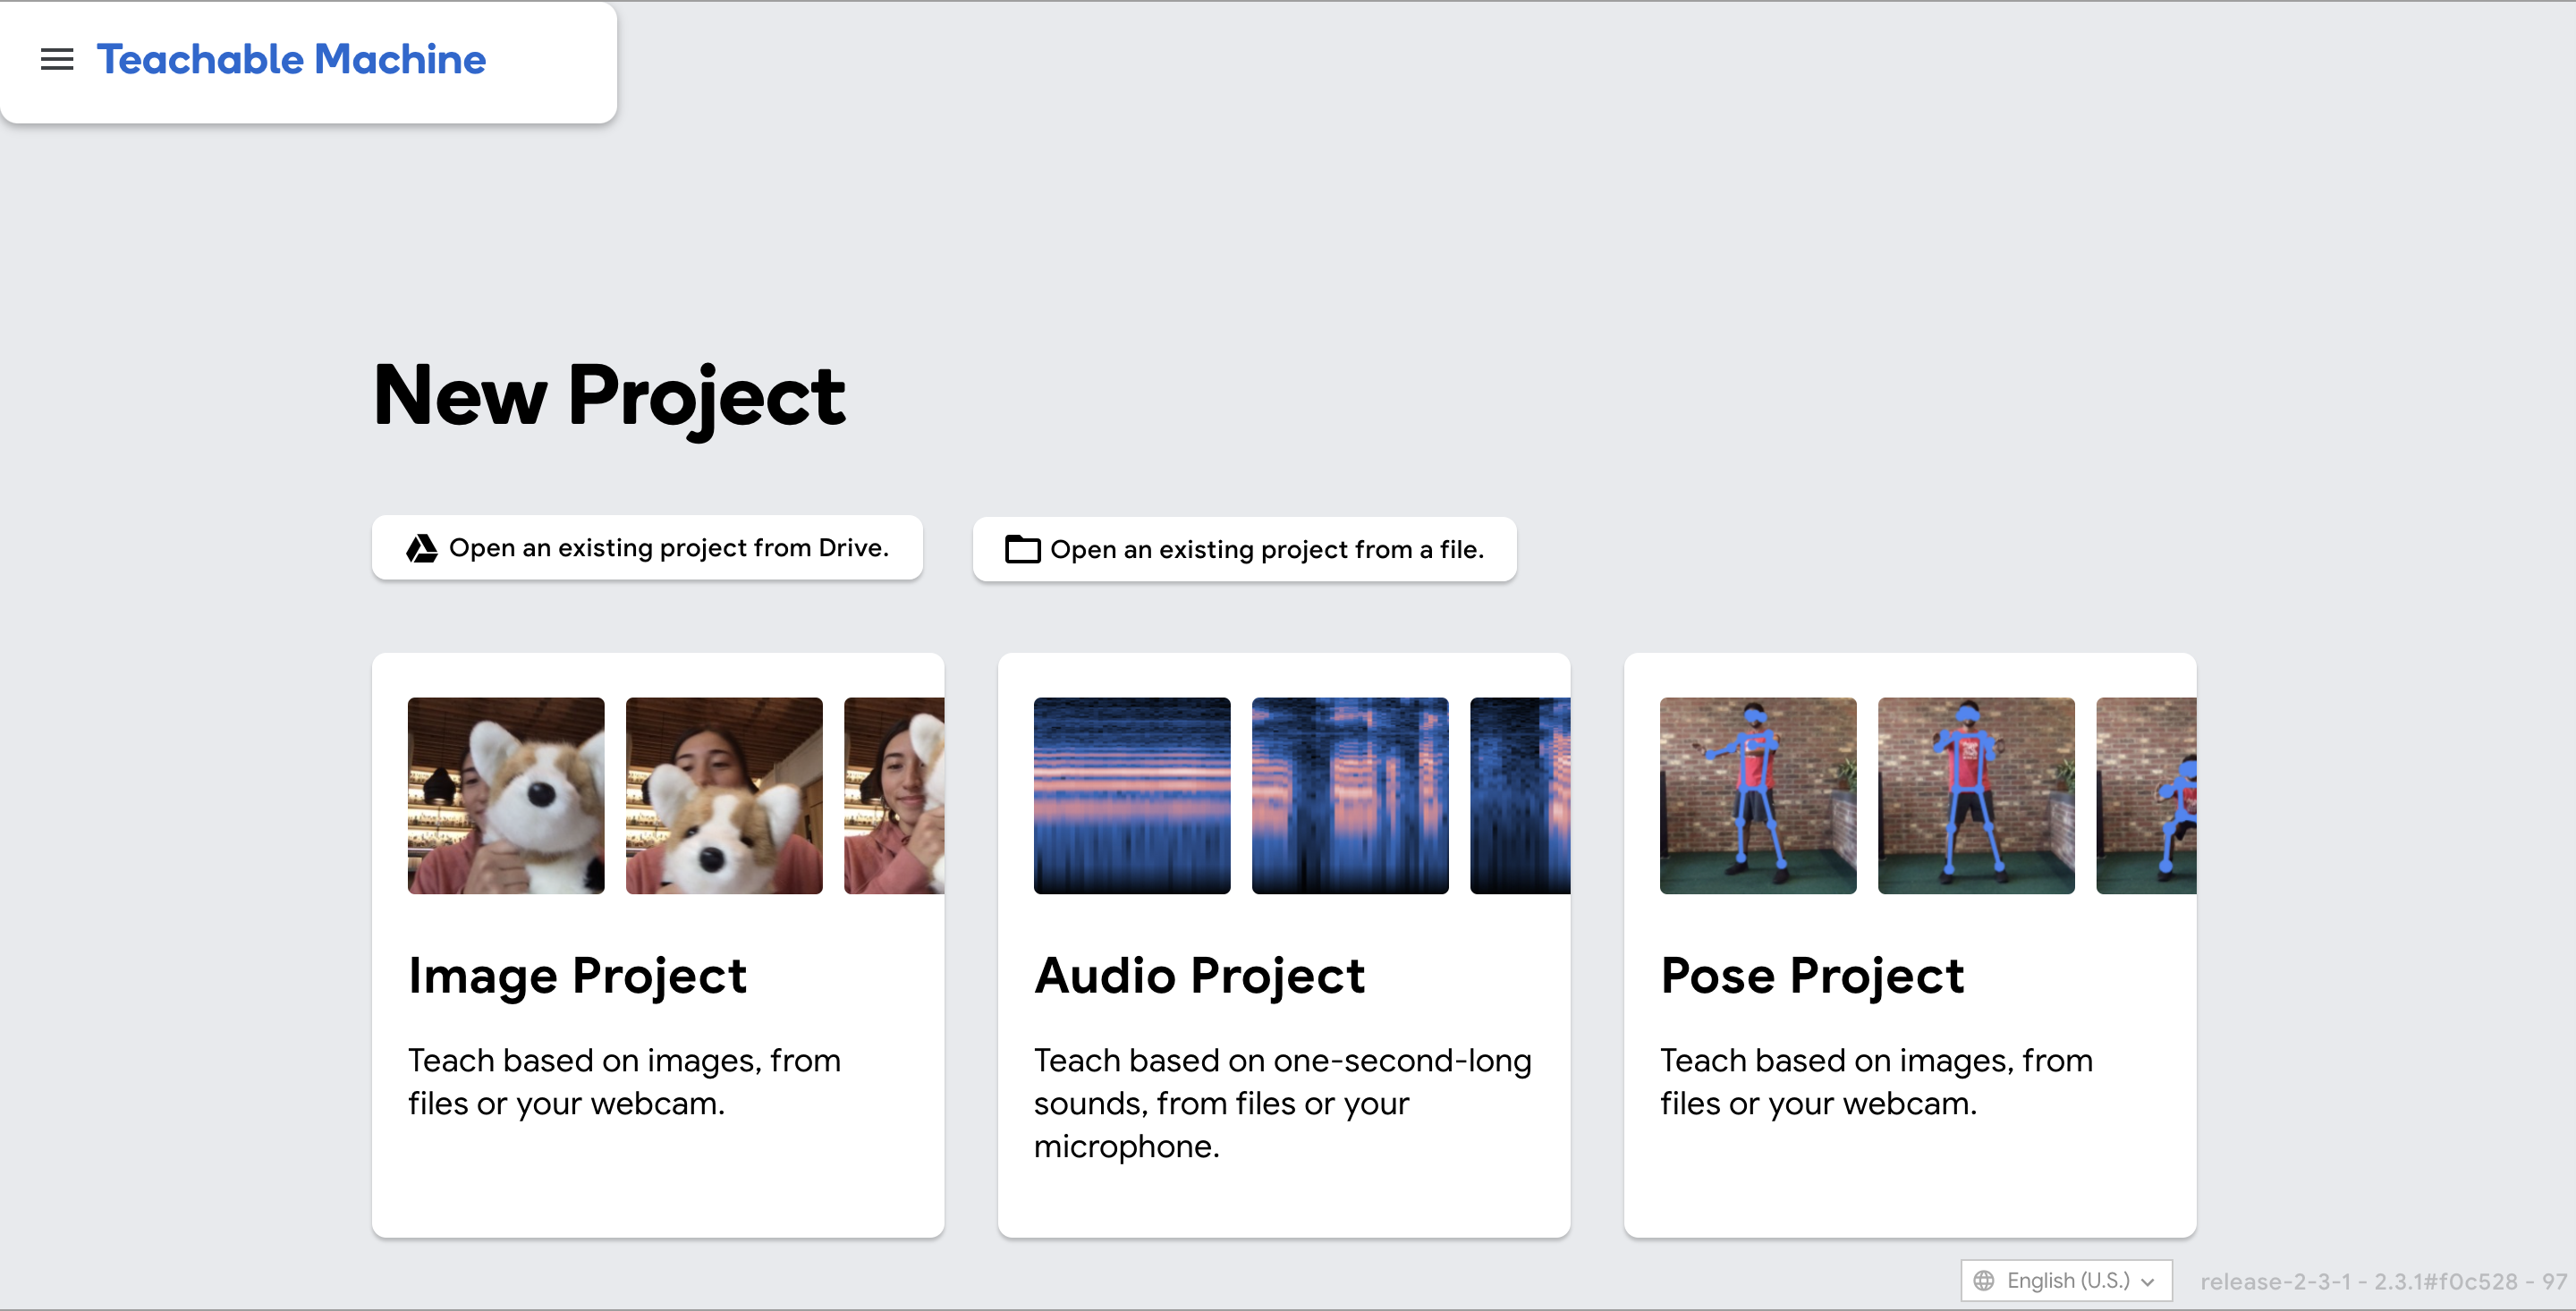 Teachable Machine
New Project
Open an existing project from Drive.
Open an existing project from a file.
Image Project
Teach based on images, from
files or your webcam.
Audio Project
Teach based on one-second-long
sounds, from files or your
microphone.
Pose Project
Teach based on images, from
files or your webcam.
English (U.S.)
release-2-3-1 - 2.3.1#f0c528 - 97